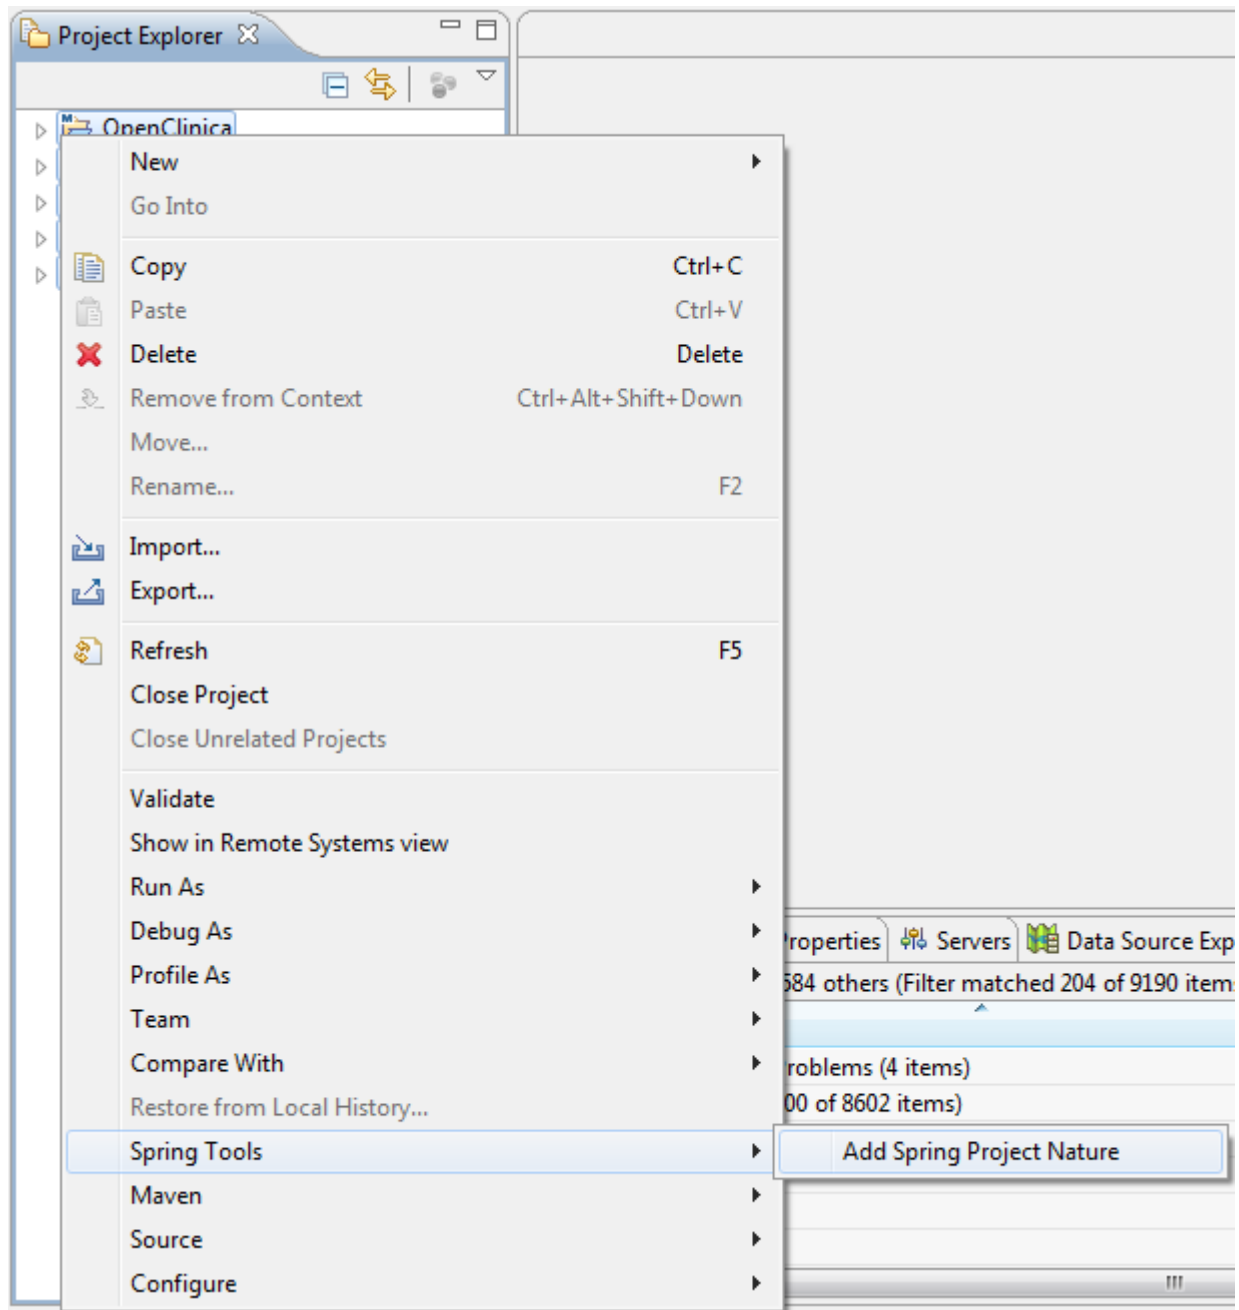 Project Explorer
OpenClinica
New
Go Into
Copy Ctrl+C
Paste Ctrl+V
Delete Delete
Remove from Context Ctrl+Alt+Shift+Down
Move...
Rename... F2
Import...
Export...
Refresh F5
Close Project
Close Unrelated Projects
Validate
Show in Remote Systems view
Run As
Debug As
roperties Servers Data Source Exp
Profile As
584 others (Filter matched 204 of 9190 items
Team
Compare With
roblems (4 items)
Restore from Local History...
00 of 8602 items)
Spring Tools
Add Spring Project Nature
Maven
Source
Configure